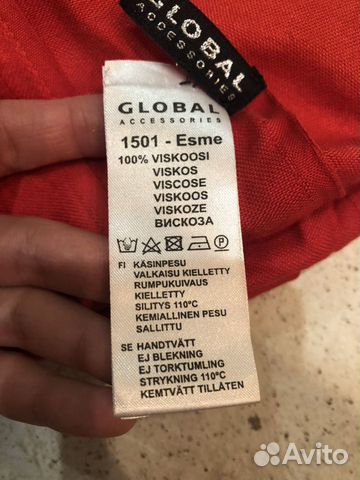 GLOBAL
ACCESSORIES
GLOBAL
ACCESSORIES
1501 - Esme
100% VISKOOSI
VISKOS
VISCOSE
VISKOOS
VISKOZE
ВИСКОЗА
FI KÄSINPESU
VALKAISU KIELLETTY
RUMPUKUIVAUS
KIELLETTY
SILITYS 110°C
KEMIALLINEN PESU
SALLITTU
SE HANDTVÄTT
EJ BLEKNING
EJ TORKTUMLING
STRYKNING 110°C
KEMTVÄTT TILLÅTEN
Avito